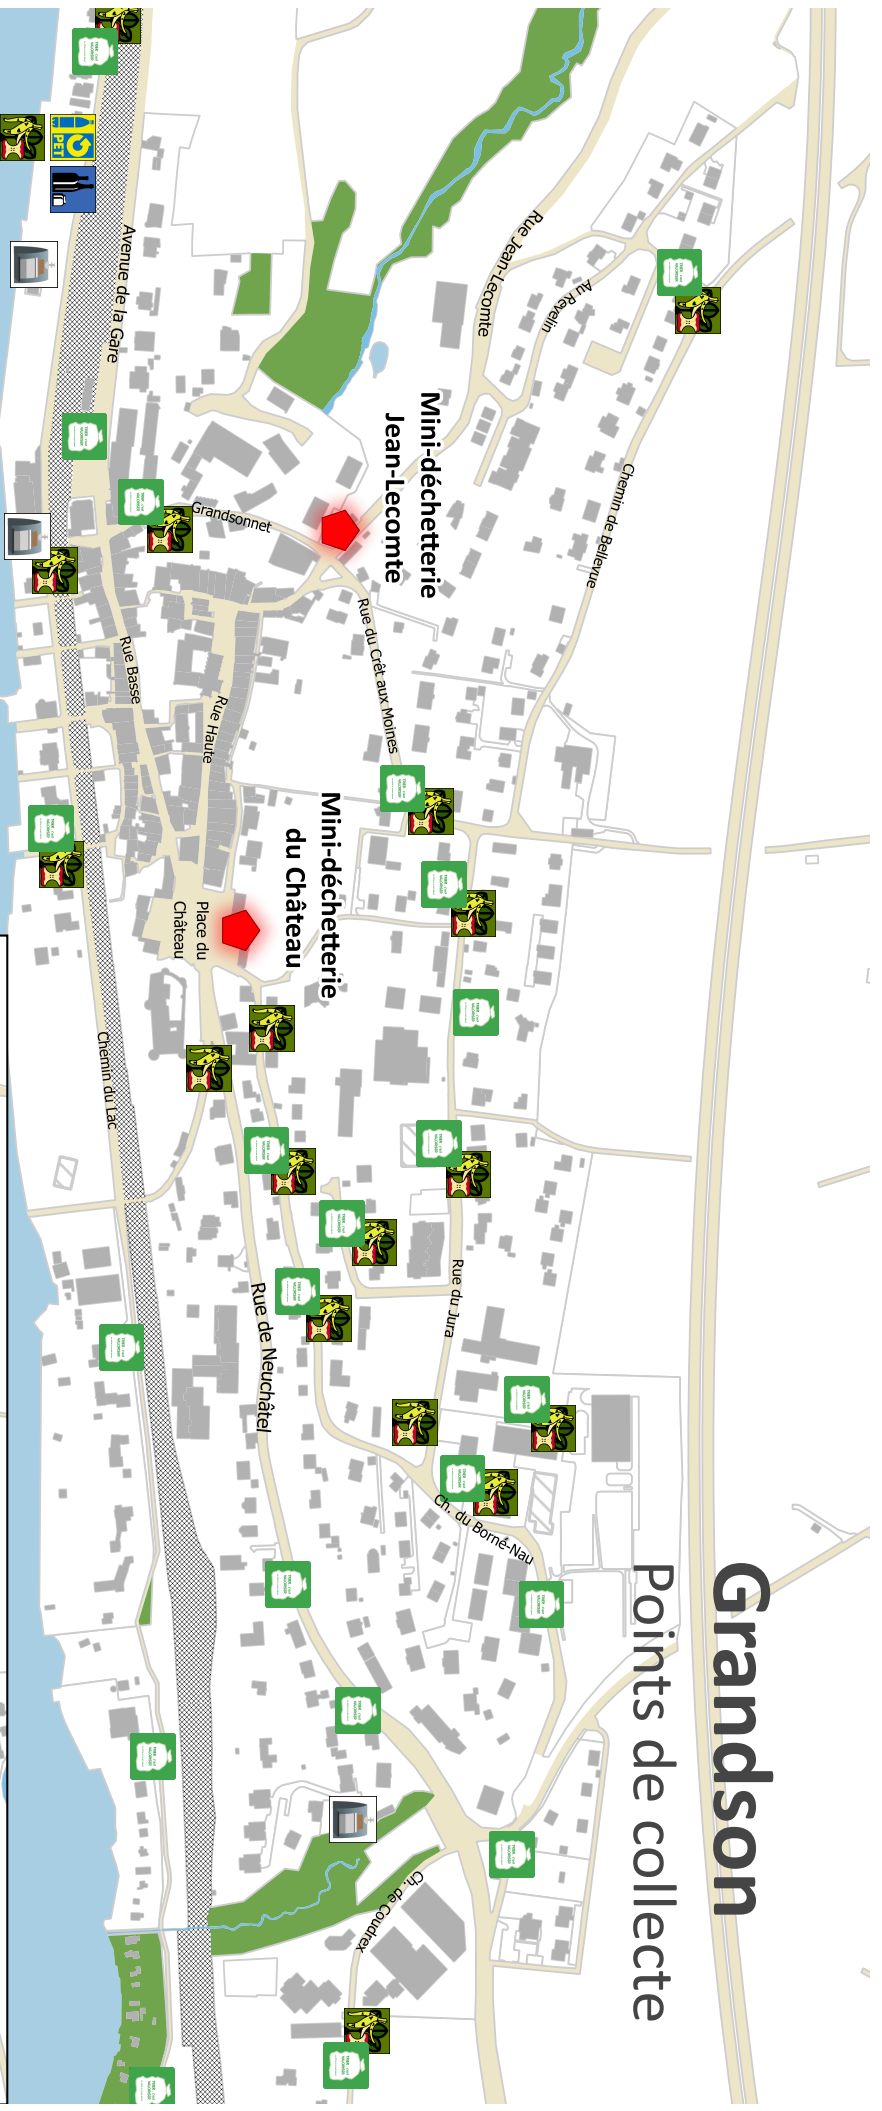 Grandson
Points de collecte
Rue Jean-Lecomte
Au Revelin
Chemin de Bellevue
Avenue de la Gare
PET
Mini-déchetterie
Jean-Lecomte
Grandsonnet
Rue du Crêt aux Moines
Rue Basse
Rue Haute
Mini-déchetterie
du Château
Place du
Château
Chemin du Lac
Rue du Jura
Rue de Neuchâtel
Ch. du Borné-Nau
Ch. de Coudrex